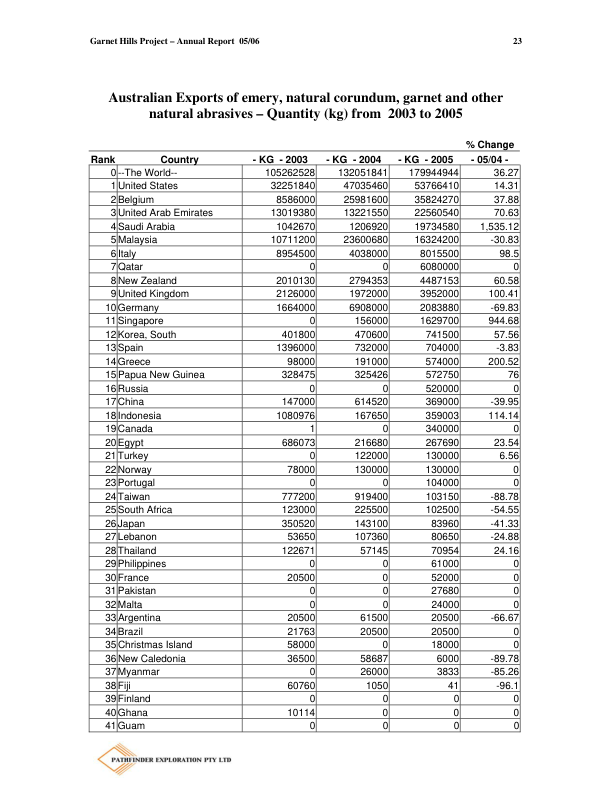 Garnet Hills Project – Annual Report 05/06 23
Australian Exports of emery, natural corundum, garnet and other
natural abrasives – Quantity (kg) from 2003 to 2005
% Change
Rank Country - KG - 2003 - KG - 2004 - KG - 2005 - 05/04 -
0 --The World-- 105262528 132051841 179944944 36.27
1 United States 32251840 47035460 53766410 14.31
2 Belgium 8586000 25981600 35824270 37.88
3 United Arab Emirates 13019380 13221550 22560540 70.63
4 Saudi Arabia 1042670 1206920 19734580 1,535.12
5 Malaysia 10711200 23600680 16324200 -30.83
6 Italy 8954500 4038000 8015500 98.5
7 Qatar 0 0 6080000 0
8 New Zealand 2010130 2794353 4487153 60.58
9 United Kingdom 2126000 1972000 3952000 100.41
10 Germany 1664000 6908000 2083880 -69.83
11 Singapore 0 156000 1629700 944.68
12 Korea, South 401800 470600 741500 57.56
13 Spain 1396000 732000 704000 -3.83
14 Greece 98000 191000 574000 200.52
15 Papua New Guinea 328475 325426 572750 76
16 Russia 0 0 520000 0
17 China 147000 614520 369000 -39.95
18 Indonesia 1080976 167650 359003 114.14
19 Canada 1 0 340000 0
20 Egypt 686073 216680 267690 23.54
21 Turkey 0 122000 130000 6.56
22 Norway 78000 130000 130000 0
23 Portugal 0 0 104000 0
24 Taiwan 777200 919400 103150 -88.78
25 South Africa 123000 225500 102500 -54.55
26 Japan 350520 143100 83960 -41.33
27 Lebanon 53650 107360 80650 -24.88
28 Thailand 122671 57145 70954 24.16
29 Philippines 0 0 61000 0
30 France 20500 0 52000 0
31 Pakistan 0 0 27680 0
32 Malta 0 0 24000 0
33 Argentina 20500 61500 20500 -66.67
34 Brazil 21763 20500 20500 0
35 Christmas Island 58000 0 18000 0
36 New Caledonia 36500 58687 6000 -89.78
37 Myanmar 0 26000 3833 -85.26
38 Fiji 60760 1050 41 -96.1
39 Finland 0 0 0 0
40 Ghana 10114 0 0 0
41 Guam 0 0 0 0
PATHFINDER EXPLORATION PTY LTD